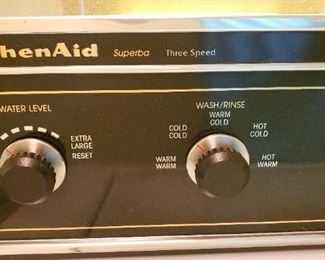 henAid Superba Three Speed
WATER LEVEL
EXTRA
LARGE
RESET
WASH/RINSE
WARM
COLD
COLD
COLD
HOT
COLD
WARM
WARM
HOT
WARM